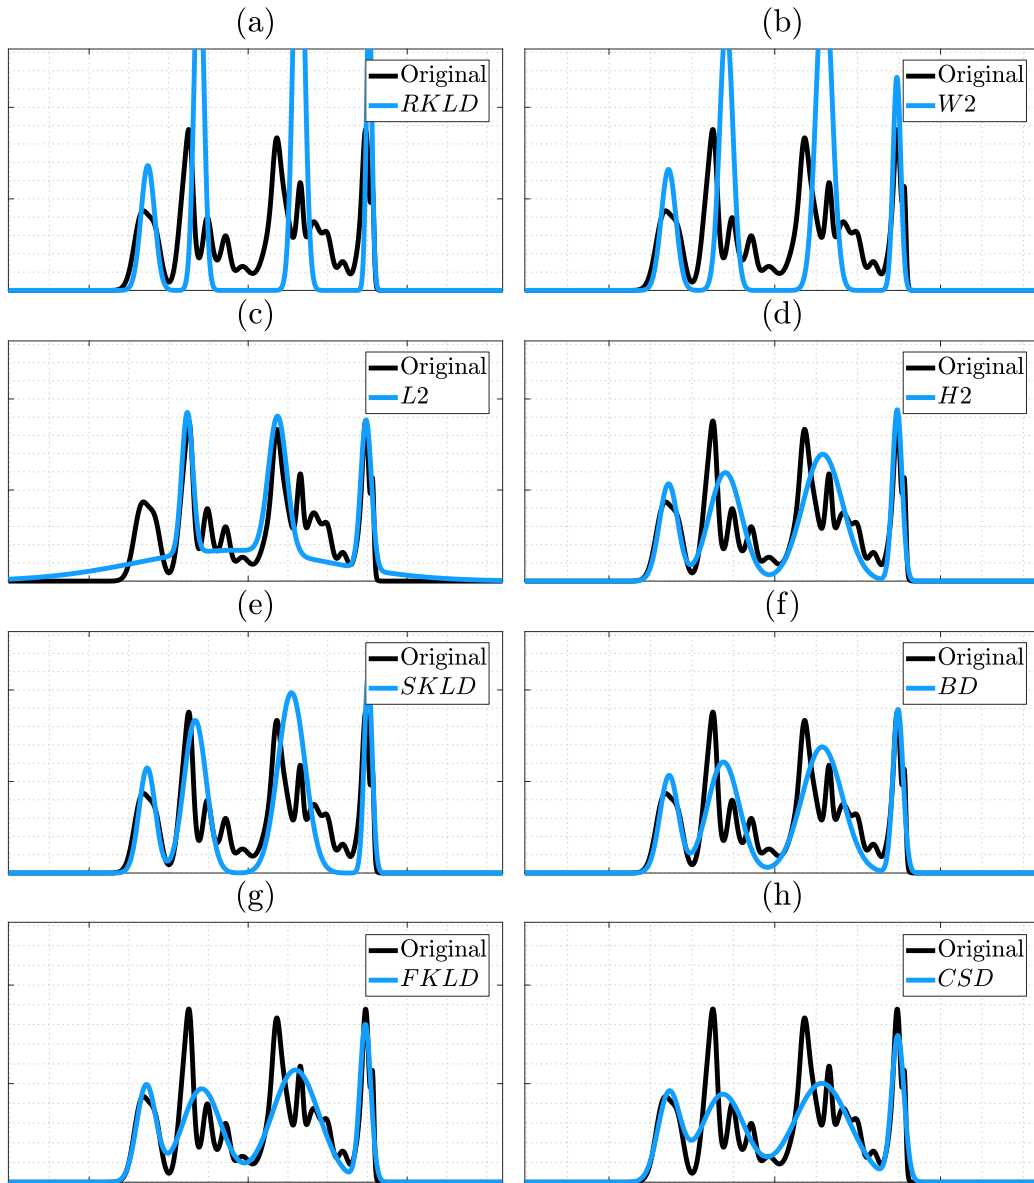 (a)
Original
RKLD
(b)
Original
W2
(c)
Original
L2
(d)
Original
H2
(e)
Original
SKLD
(f)
Original
BD
(g)
Original
FKLD
(h)
Original
CSD